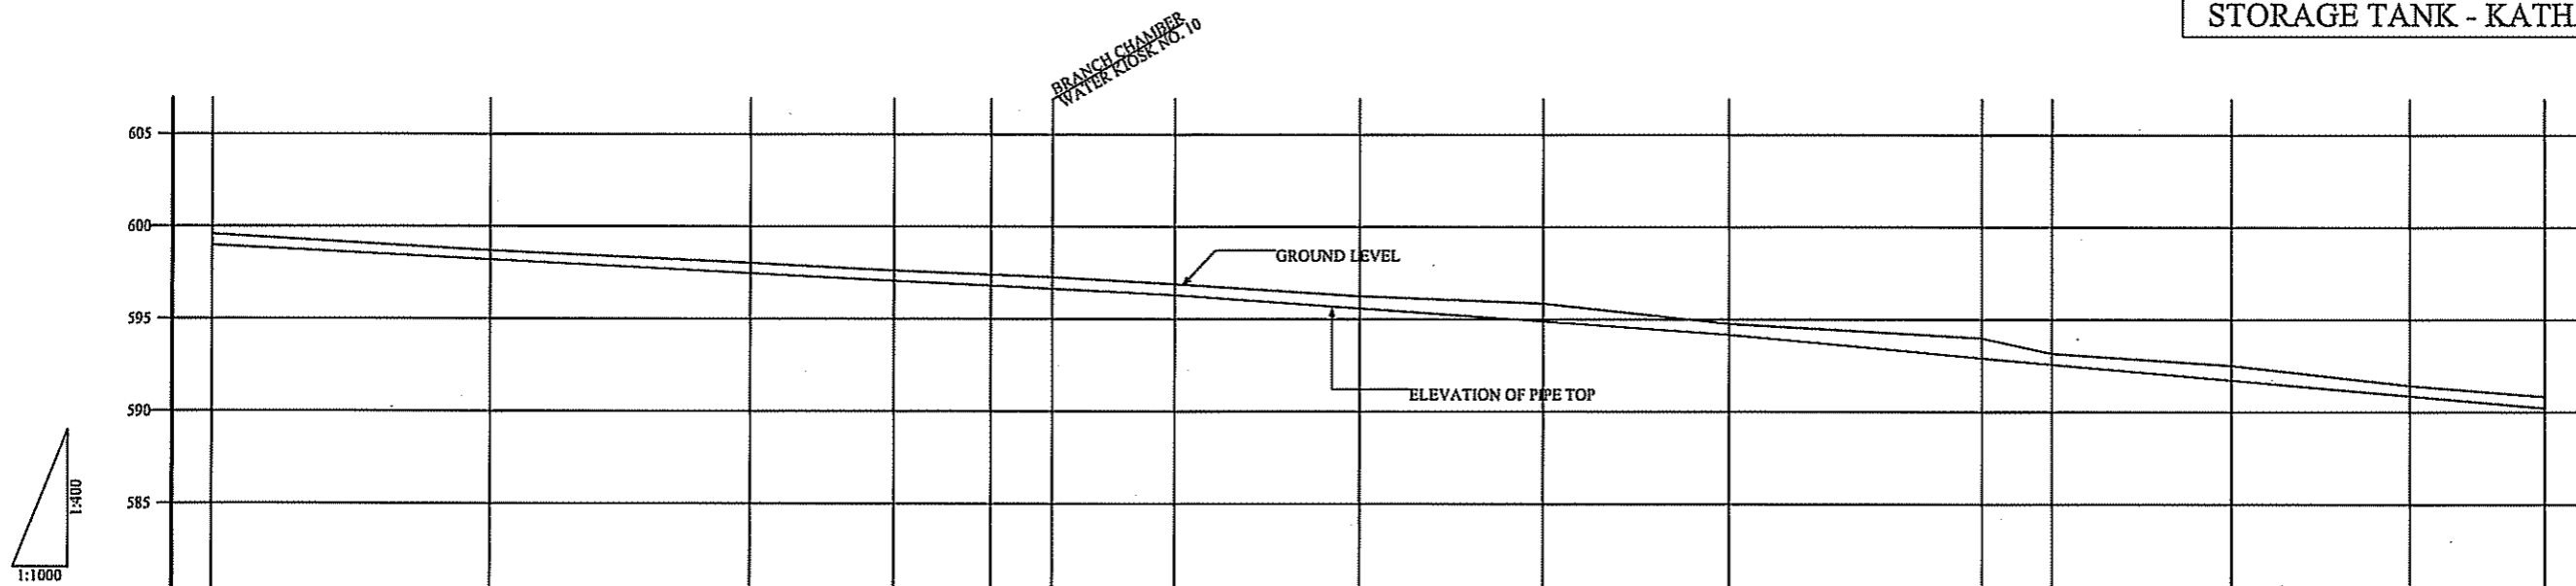 STORAGE TANK - KATH
BRANCH CHAMBER
WATER KIOSK NO. 10
605
600
GROUND LEVEL
595
ELEVATION OF PIPE TOP
590
585
1:400
1:1000